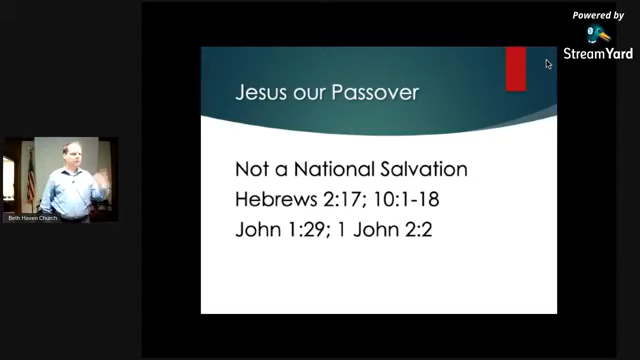 Powered by
StreamYard
Jesus our Passover
Not a National Salvation
Hebrews 2:17; 10:1-18
John 1:29; 1 John 2:2
Beth Haven Church